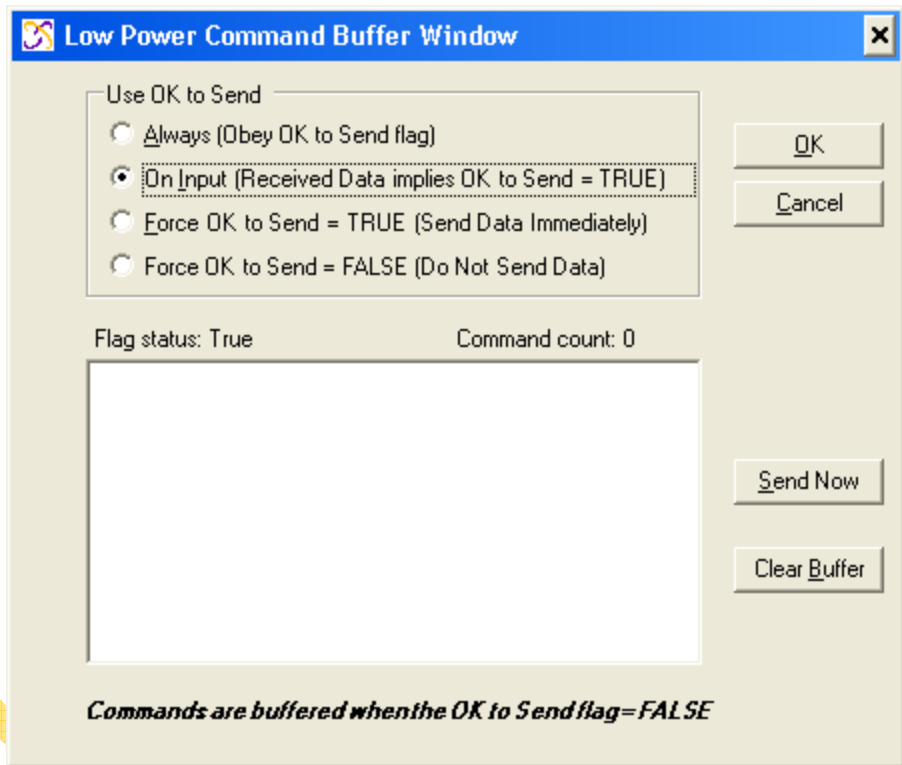 Low Power Command Buffer Window
Use OK to Send
Always (Obey OK to Send flag)
On Input (Received Data implies OK to Send = TRUE)
Force OK to Send = TRUE (Send Data Immediately)
Force OK to Send = FALSE (Do Not Send Data)
OK
Cancel
Flag status: True Command count: 0
Send Now
Clear Buffer
Commands are buffered when the OK to Send flag=FALSE